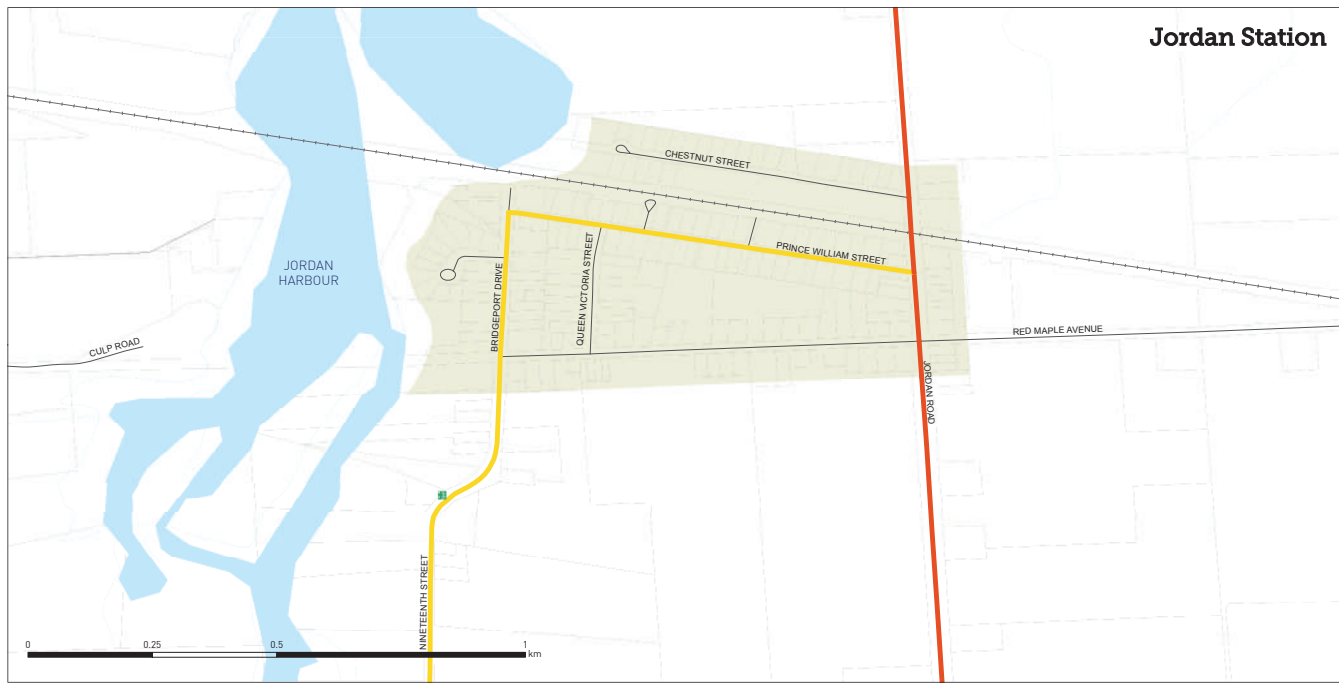 Jordan Station
CHESTNUT STREET
PRINCE WILLIAM STREET
QUEEN VICTORIA STREET
BRIDGEPORT DRIVE
JORDAN
HARBOUR
RED MAPLE AVENUE
CULP ROAD
JORDAN ROAD
NINETEENTH STREET
0 0.25 0.5 1
km